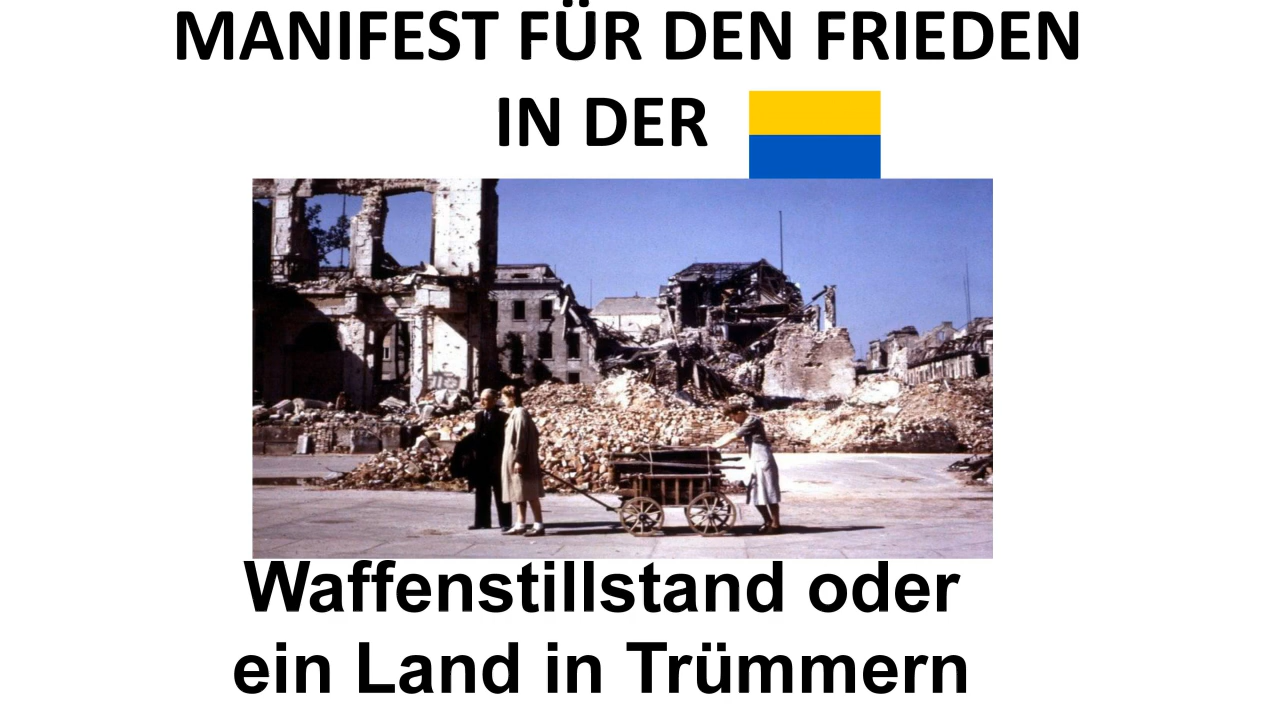 MANIFEST FÜR DEN FRIEDEN
IN DER
Waffenstillstand oder
ein Land in Trümmern